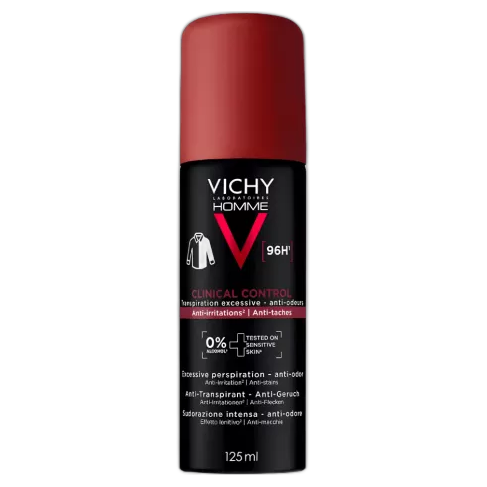 VICHY
LABORATOIRES
HOMME
V
[96H¹]
CLINICAL CONTROL
Transpiration excessive - anti-odeurs
Anti-irritations² | Anti-taches
0%
ALCOHOL³
TESTED ON
SENSITIVE
SKIN⁴
Excessive perspiration - anti-odor
Anti-irritation² | Anti-stains
Anti-Transpirant - Anti-Geruch
Anti-Irritationen² | Anti-Flecken
Sudorazione intensa - anti-odore
Effetto lenitivo² | Anti-macchie
125 ml